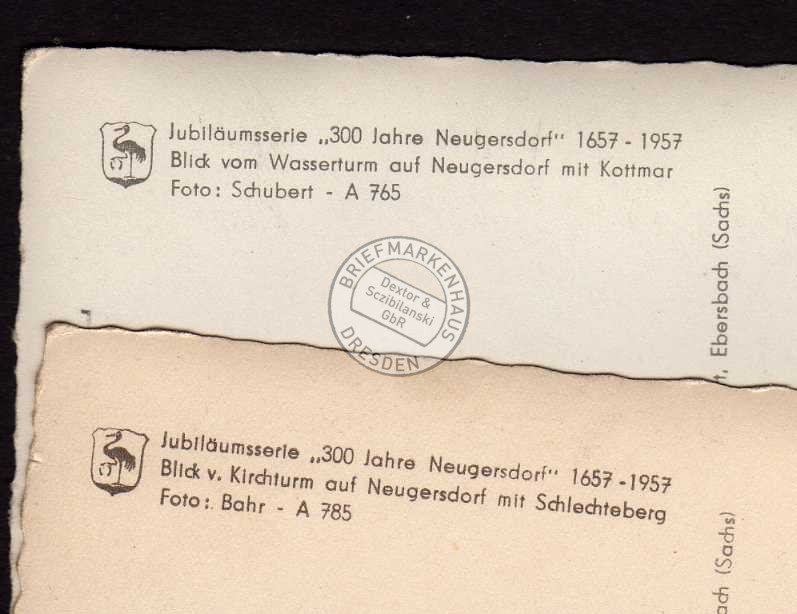 Jubiläumsserie „300 Jahre Neugersdorf“ 1657 - 1957
Blick vom Wasserturm auf Neugersdorf mit Kottmar
Foto: Schubert - A 765
t, Ebersbach (Sachs)
BRIEFMARKENHAUS
Dextor &
Sczibilanski
GbR
DRESDEN
Jubiläumsserie „300 Jahre Neugersdorf“ 1657 - 1957
Blick v. Kirchturm auf Neugersdorf mit Schlechteberg
Foto: Bahr - A 785
ach (Sachs)